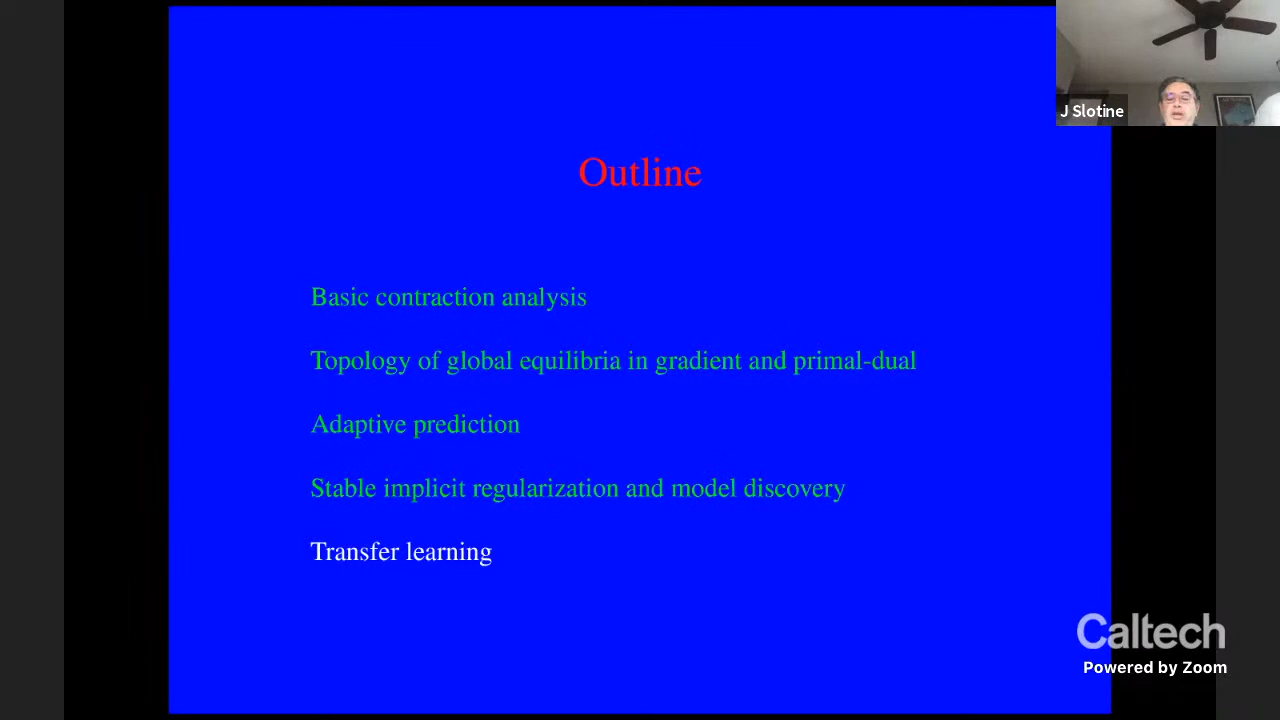 J Slotine
Outline
Basic contraction analysis
Topology of global equilibria in gradient and primal-dual
Adaptive prediction
Stable implicit regularization and model discovery
Transfer learning
Caltech
Powered by Zoom